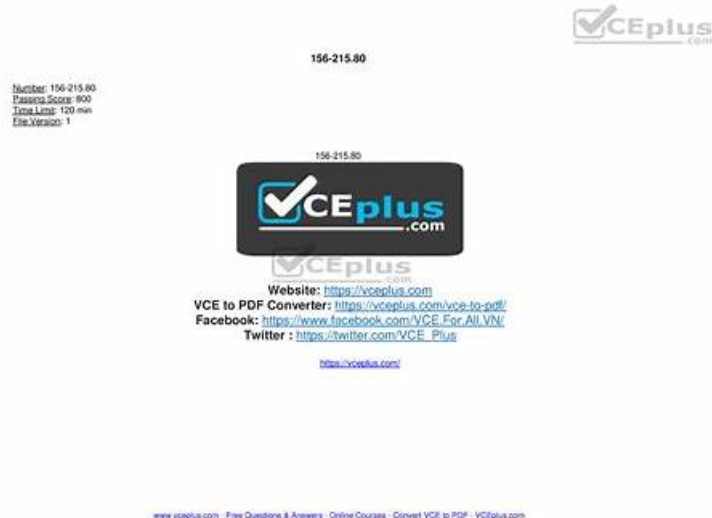 CEplus
.com
156-215.80
Number: 156-215.80
Passing Score: 800
Time Limit: 120 min
File Version: 1
156-215.80
CEplus
.com
CEplus
.com
Website: https://vceplus.com
VCE to PDF Converter: https://vceplus.com/vce-to-pdf/
Facebook: https://www.facebook.com/VCE.For.All.VN/
Twitter : https://twitter.com/VCE_Plus
https://vceplus.com/
www.vceplus.com - Free Questions & Answers - Online Courses - Convert VCE to PDF - VCEplus.com